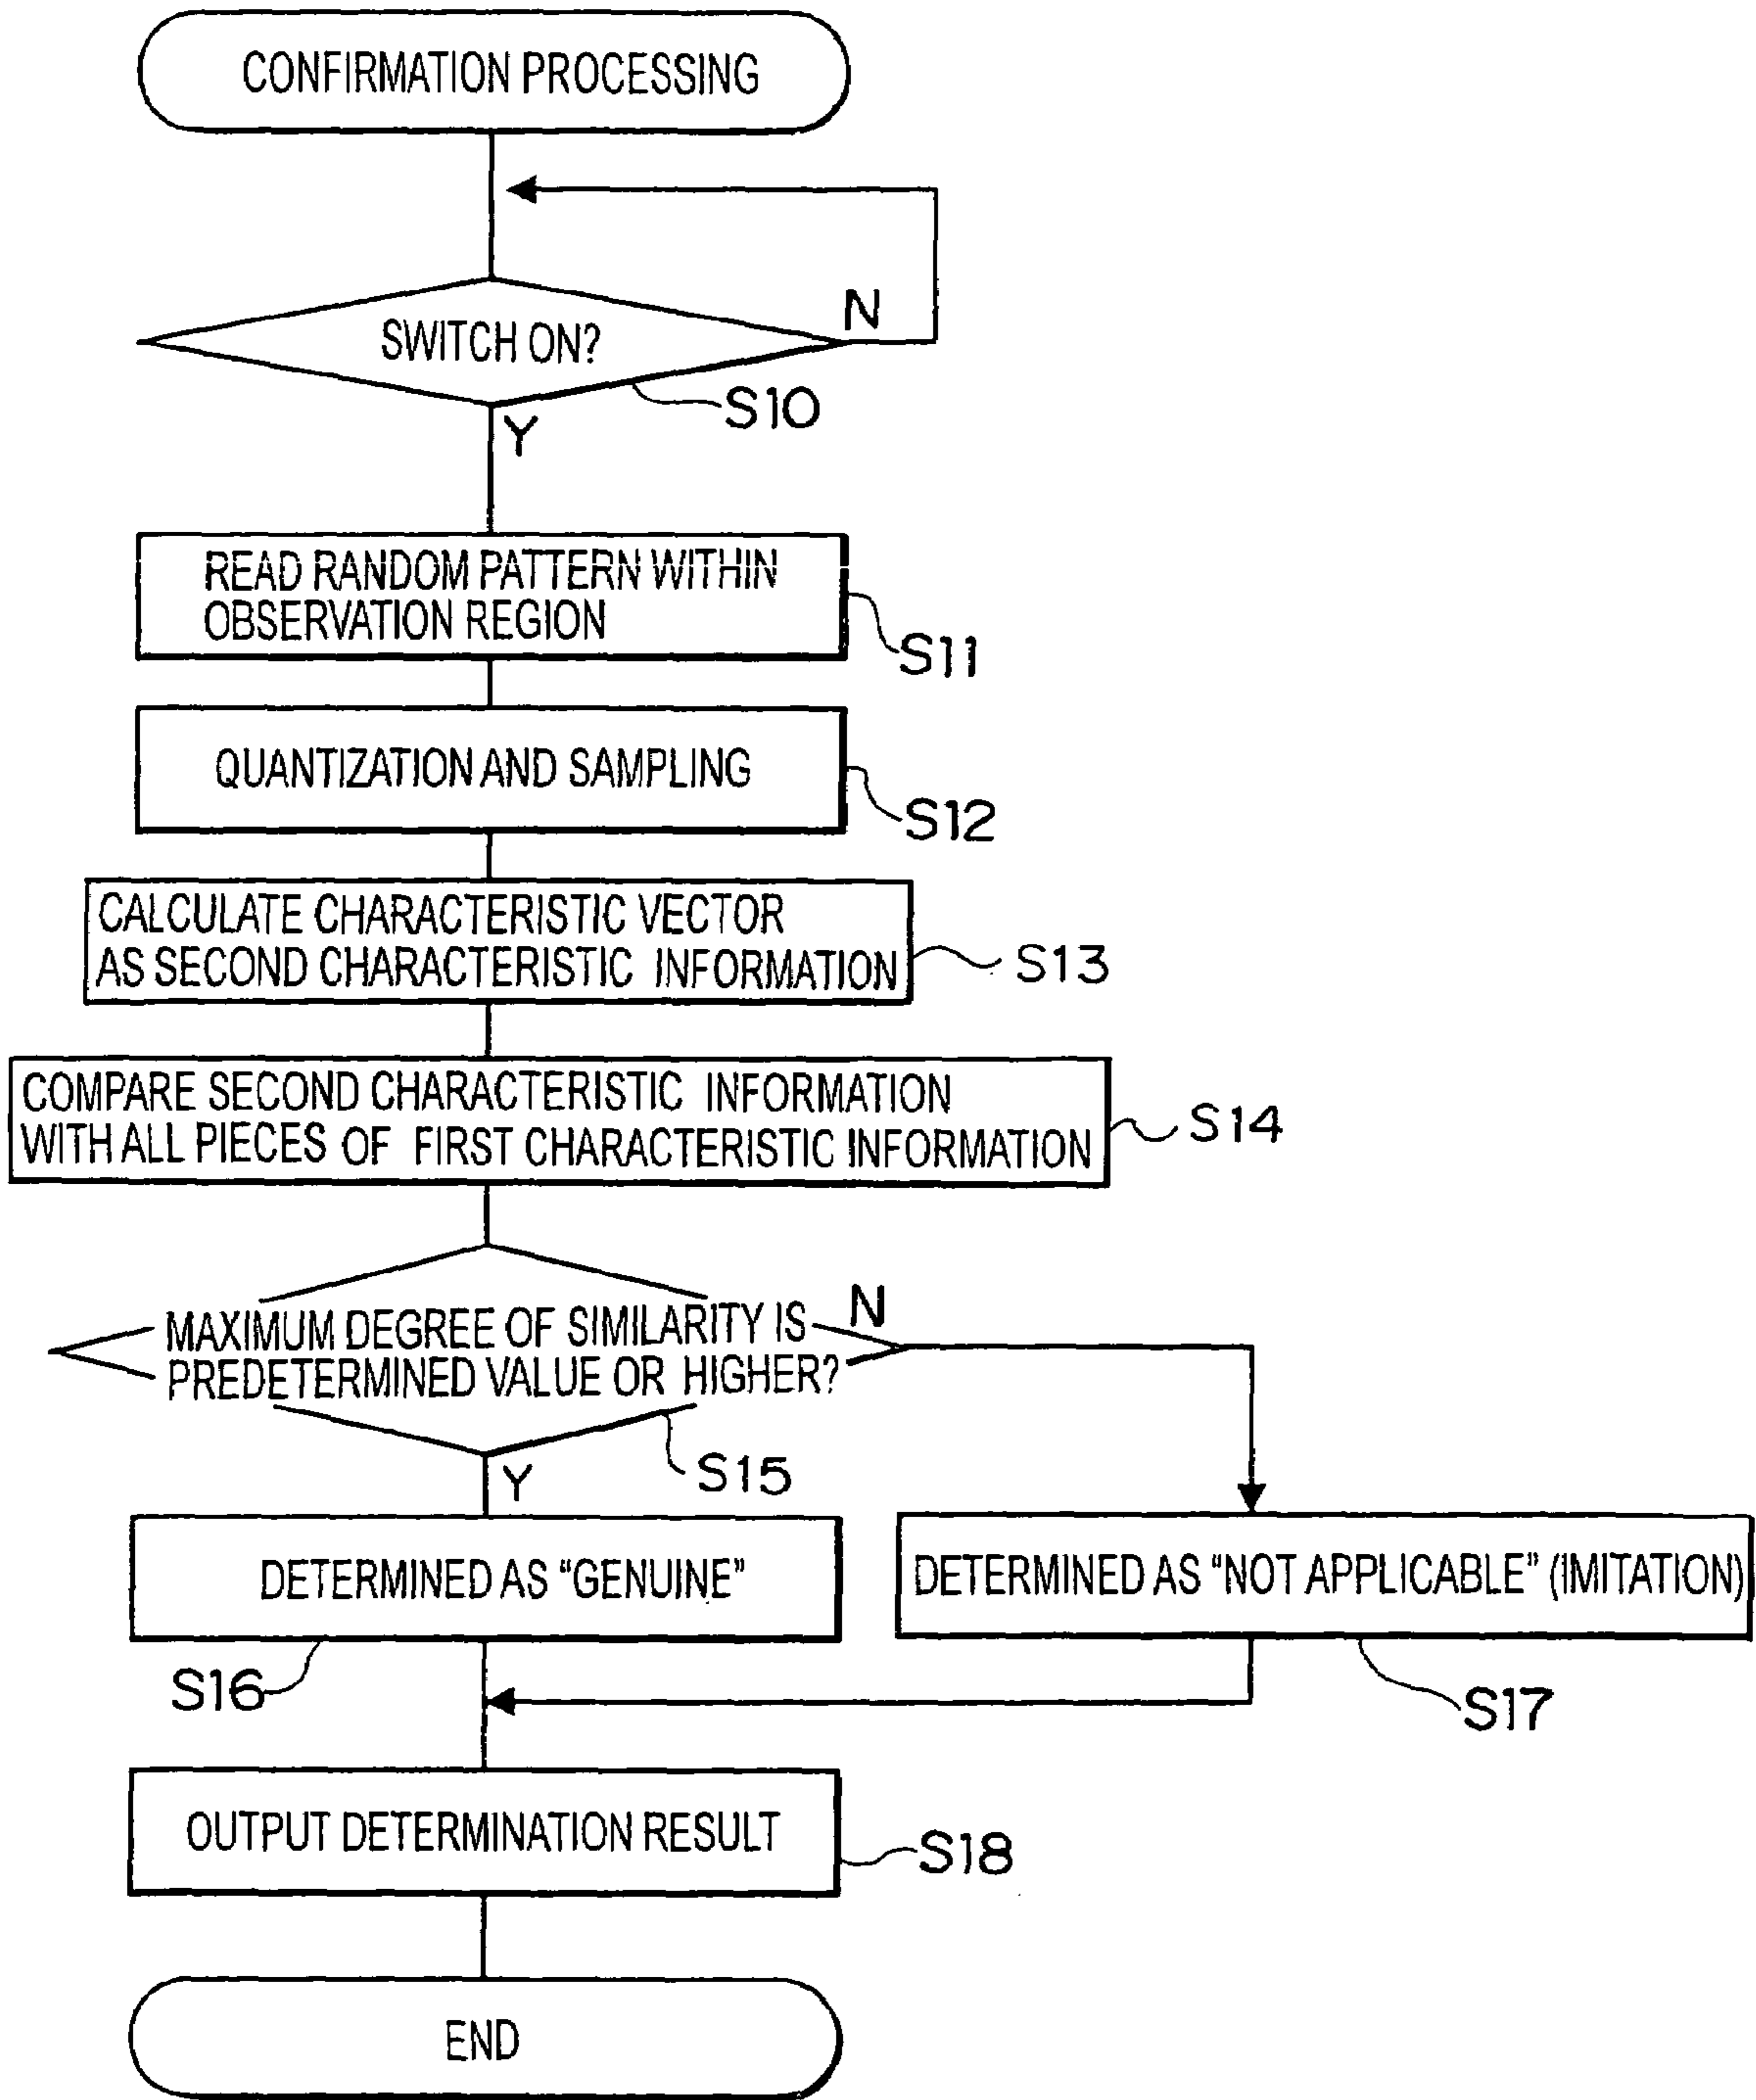 CONFIRMATION PROCESSING
SWITCH ON?
N
S10
Y
READ RANDOM PATTERN WITHIN
OBSERVATION REGION
S11
QUANTIZATION AND SAMPLING
S12
CALCULATE CHARACTERISTIC VECTOR
AS SECOND CHARACTERISTIC INFORMATION
S13
COMPARE SECOND CHARACTERISTIC INFORMATION
WITH ALL PIECES OF FIRST CHARACTERISTIC INFORMATION
S14
MAXIMUM DEGREE OF SIMILARITY IS
PREDETERMINED VALUE OR HIGHER?
N
S15
Y
DETERMINED AS “GENUINE”
DETERMINED AS “NOT APPLICABLE” (IMITATION)
S16
S17
OUTPUT DETERMINATION RESULT
S18
END